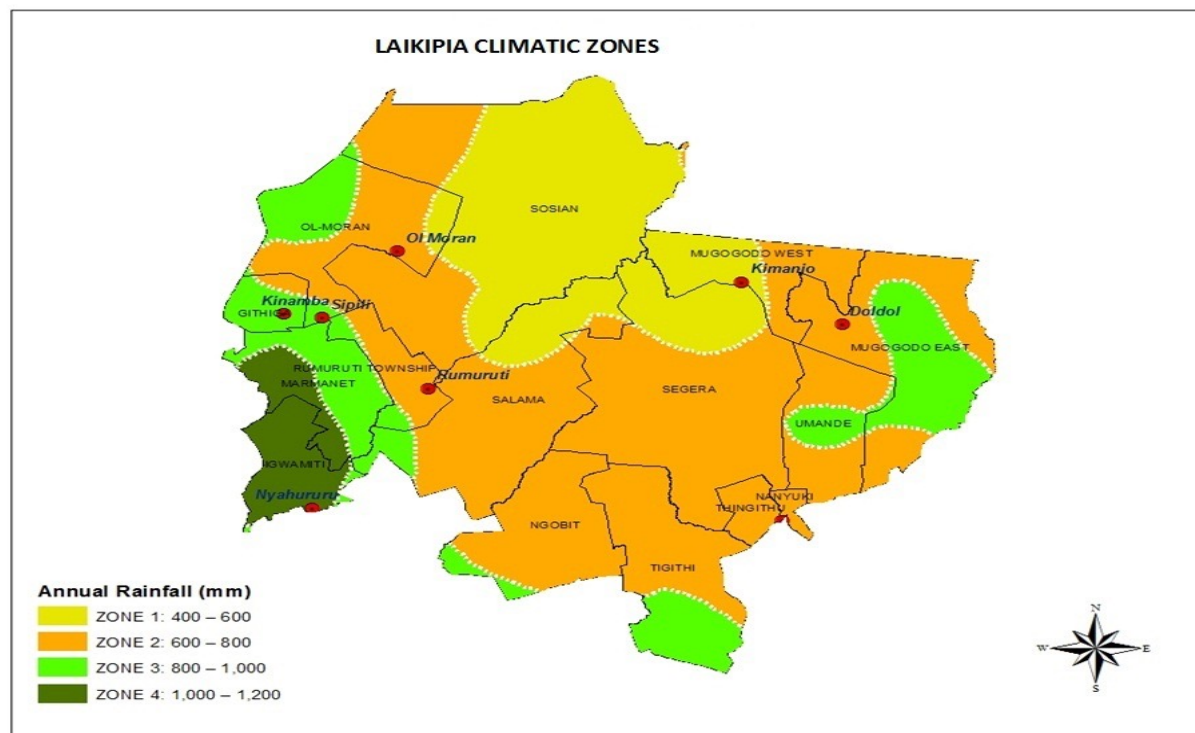 LAIKIPIA CLIMATIC ZONES
SOSIAN
OL-MORAN
Ol Moran
MUGOGODO WEST
Kimanjo
Kinamba
Sipili
GITHIGA
Doldol
MUGOGODO EAST
RUMURUTI TOWNSHIP
MARMANET
Rumuruti
SALAMA
SEGERA
UMANDE
IGWAMITI
Nyahururu
NANYUKI
THINGITHU
NGOBIT
TIGITHI
Annual Rainfall (mm)
ZONE 1: 400 – 600
ZONE 2: 600 – 800
ZONE 3: 800 – 1,000
ZONE 4: 1,000 – 1,200
N
W
E
S